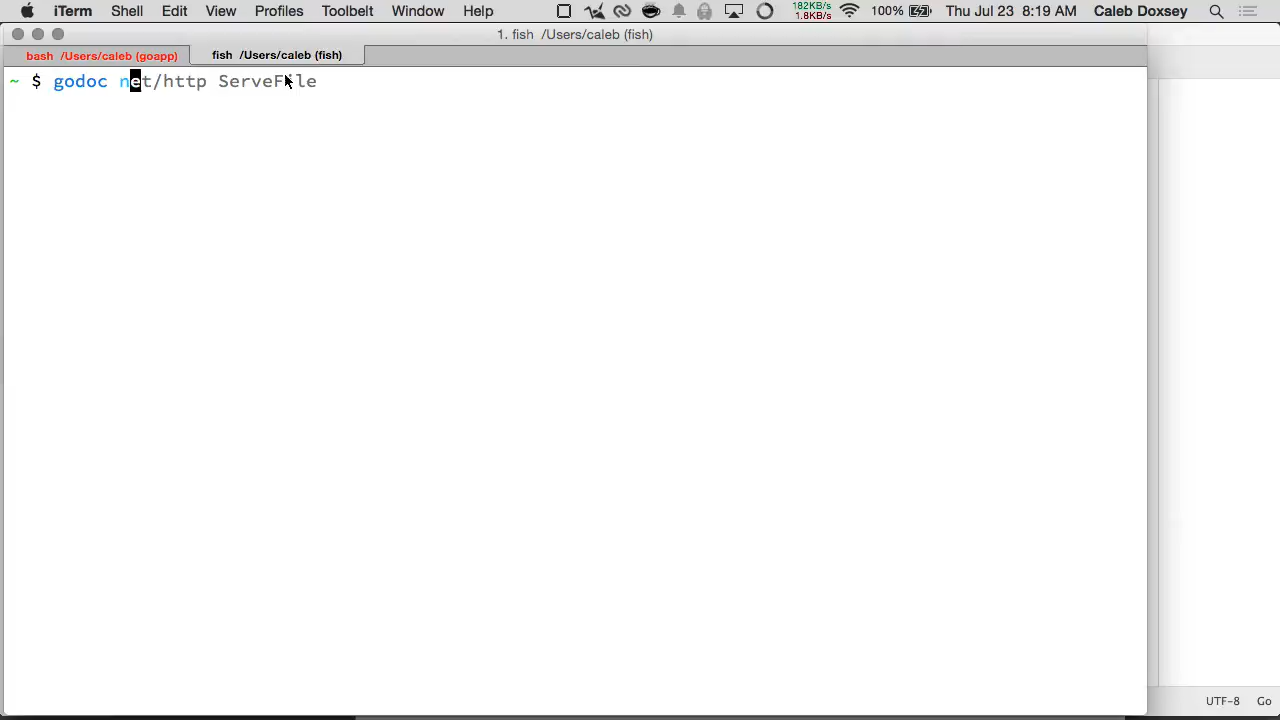 iTerm Shell Edit View Profiles Toolbelt Window Help 182KB/s 1.8KB/s 100% Thu Jul 23 8:19 AM Caleb Doxsey
1. fish /Users/caleb (fish)
bash /Users/caleb (goapp) fish /Users/caleb (fish)
~ $ godoc net/http ServeFile
UTF-8 Go